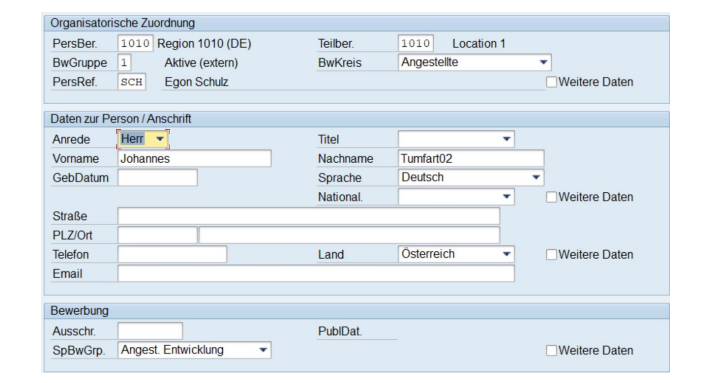 Organisatorische Zuordnung
PersBer. 1010 Region 1010 (DE) Teilber. 1010 Location 1
BwGruppe 1 Aktive (extern) BwKreis Angestellte
PersRef. SCH Egon Schulz Weitere Daten
Daten zur Person / Anschrift
Anrede Herr Titel
Vorname Johannes Nachname Tumfart02
GebDatum Sprache Deutsch
National. Weitere Daten
Straße
PLZ/Ort
Telefon Land Österreich Weitere Daten
Email
Bewerbung
Ausschr. PublDat.
SpBwGrp. Angest. Entwicklung Weitere Daten